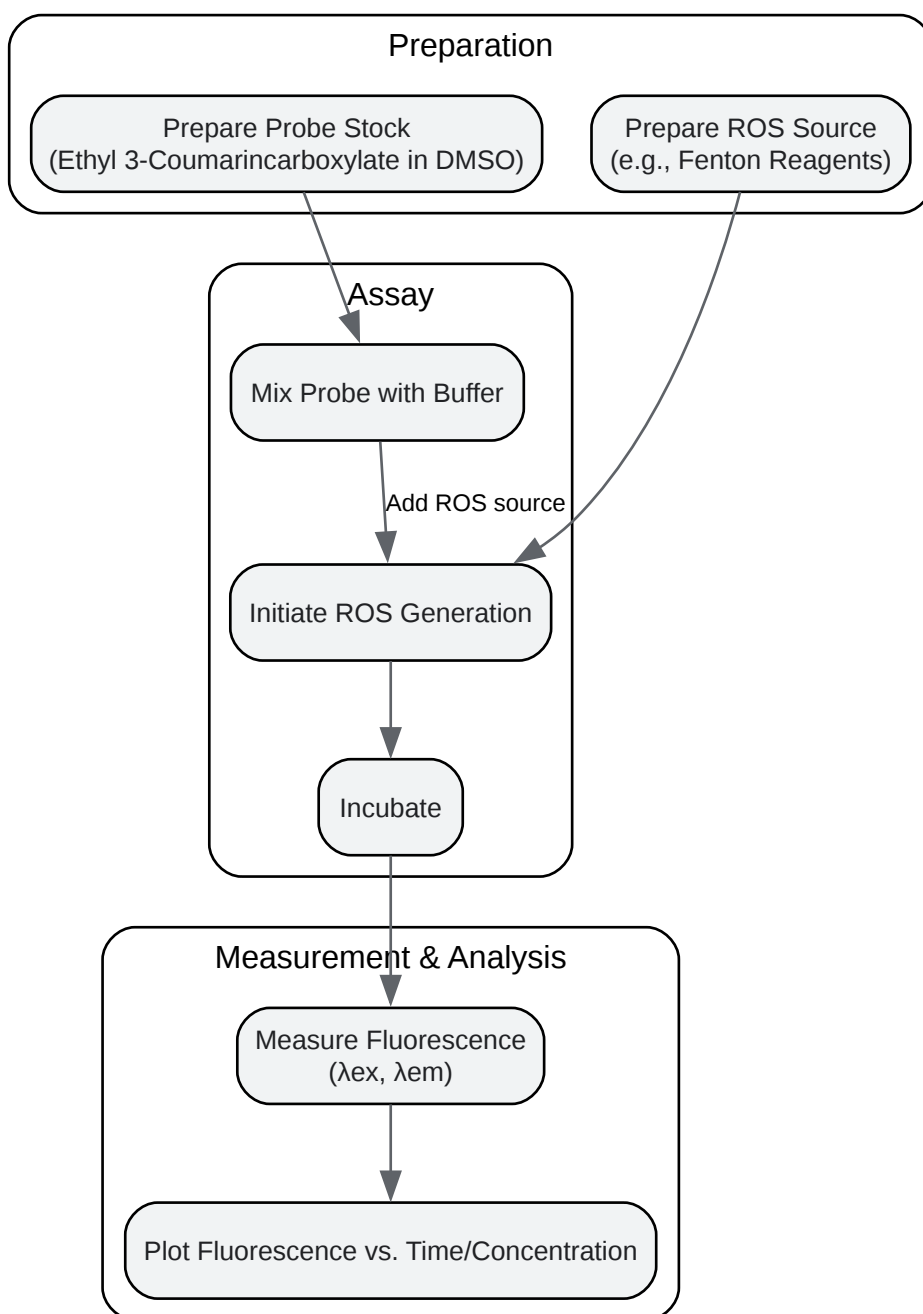 Preparation
Prepare Probe Stock
(Ethyl 3-Coumarincarboxylate in DMSO)
Prepare ROS Source
(e.g., Fenton Reagents)
Assay
Mix Probe with Buffer
Add ROS source
Initiate ROS Generation
Incubate
Measurement & Analysis
Measure Fluorescence
(λex, λem)
Plot Fluorescence vs. Time/Concentration